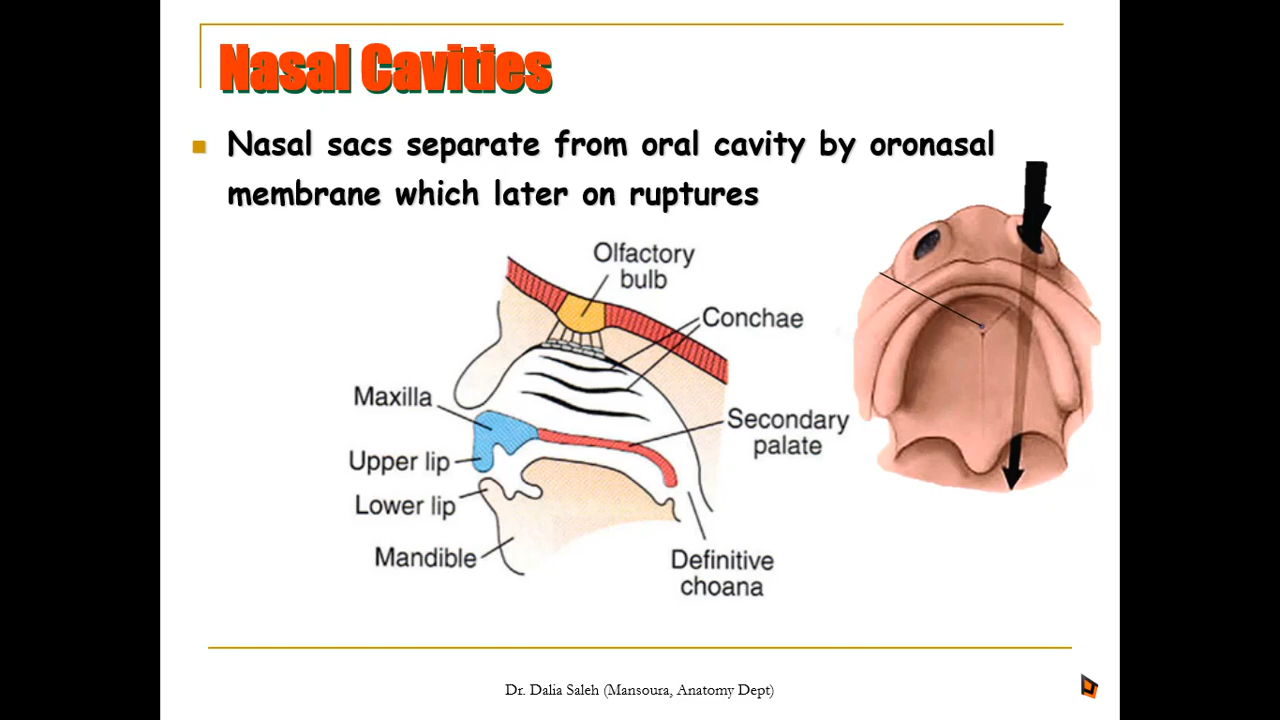 Nasal Cavities
Nasal sacs separate from oral cavity by oronasal
membrane which later on ruptures
Olfactory
bulb
Conchae
Maxilla
Secondary
palate
Upper lip
Lower lip
Mandible
Definitive
choana
Dr. Dalia Saleh (Mansoura, Anatomy Dept)